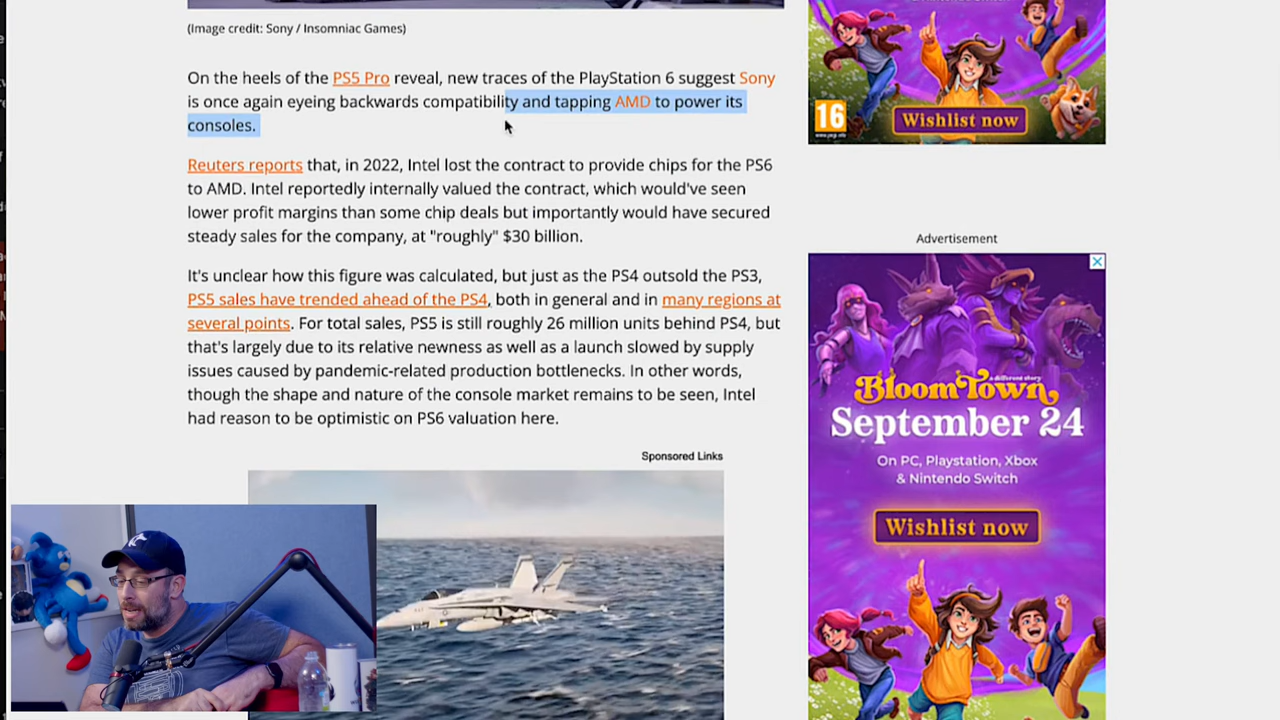 (Image credit: Sony / Insomniac Games)
On the heels of the PS5 Pro reveal, new traces of the PlayStation 6 suggest Sony
is once again eyeing backwards compatibility and tapping AMD to power its
consoles.
Reuters reports that, in 2022, Intel lost the contract to provide chips for the PS6
to AMD. Intel reportedly internally valued the contract, which would've seen
lower profit margins than some chip deals but importantly would have secured
steady sales for the company, at "roughly" $30 billion.
It's unclear how this figure was calculated, but just as the PS4 outsold the PS3,
PS5 sales have trended ahead of the PS4, both in general and in many regions at
several points. For total sales, PS5 is still roughly 26 million units behind PS4, but
that's largely due to its relative newness as well as a launch slowed by supply
issues caused by pandemic-related production bottlenecks. In other words,
though the shape and nature of the console market remains to be seen, Intel
had reason to be optimistic on PS6 valuation here.
Sponsored Links
16
www.pegi.info
Wishlist now
Advertisement
BloomTown
a different story
September 24
On PC, Playstation, Xbox
& Nintendo Switch
Wishlist now